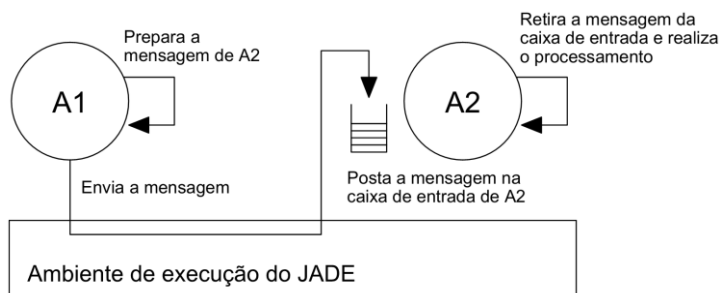 Prepara a
mensagem de A2
A1
Envia a mensagem
Retira a mensagem da
caixa de entrada e realiza
o processamento
A2
Posta a mensagem na
caixa de entrada de A2
Ambiente de execução do JADE